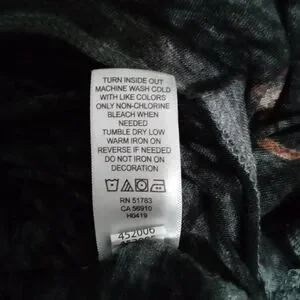 TURN INSIDE OUT
MACHINE WASH COLD
WITH LIKE COLORS
ONLY NON-CHLORINE
BLEACH WHEN
NEEDED
TUMBLE DRY LOW
WARM IRON ON
REVERSE IF NEEDED
DO NOT IRON ON
DECORATION
RN 51783
CA 56910
H0419
452006